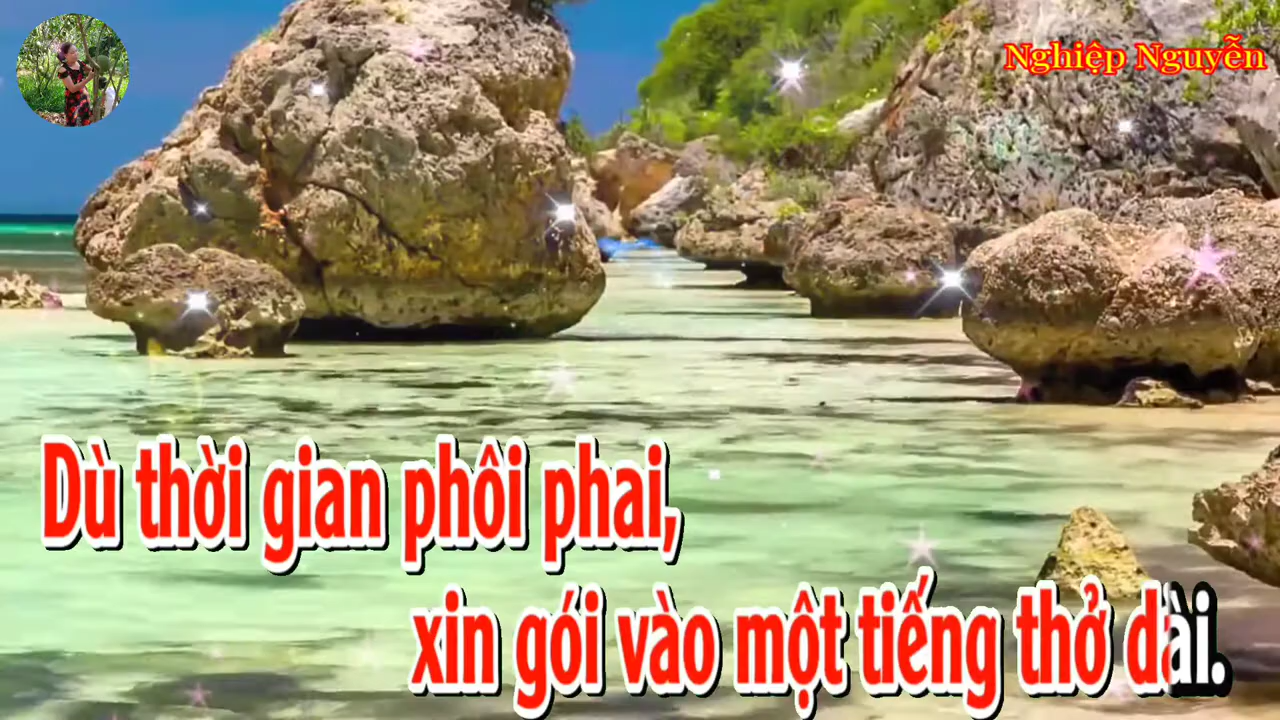 Nghiệp Nguyễn
Dù thời gian phôi phai,
xin gói vào một tiếng thở dài.